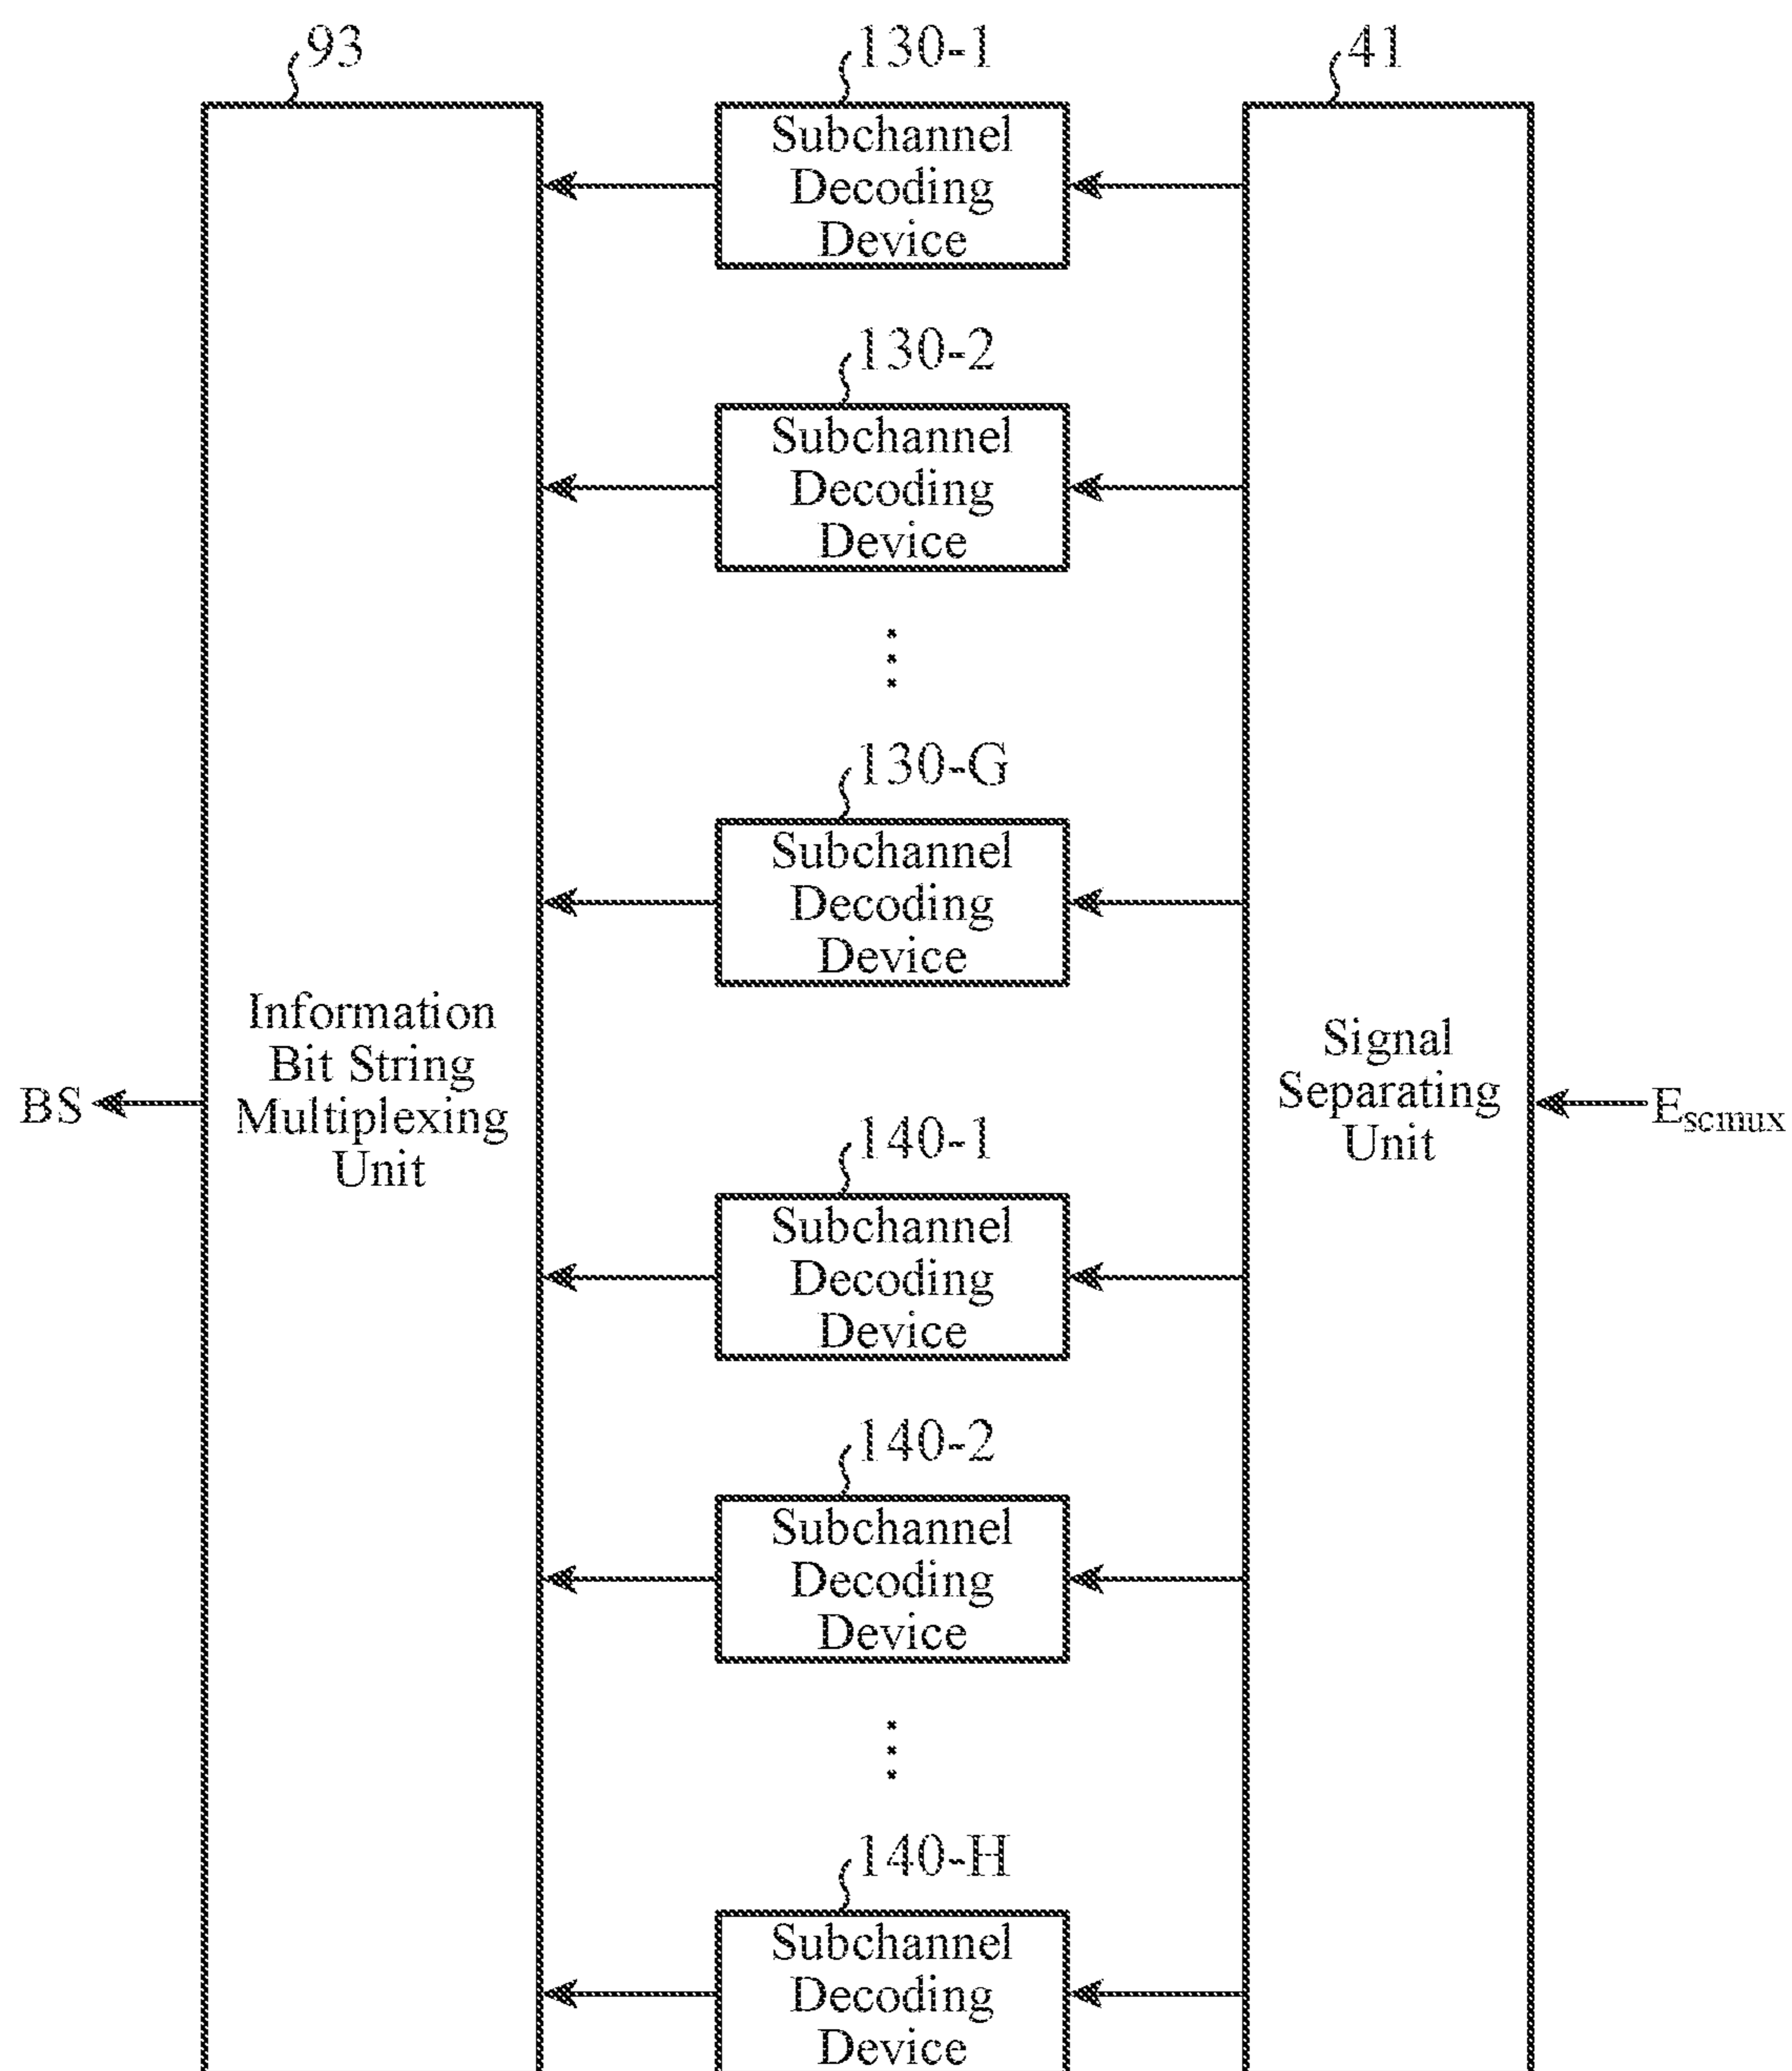 93
130-1
41
Subchannel
Decoding
Device
130-2
Subchannel
Decoding
Device
130-G
Subchannel
Decoding
Device
Information
Bit String
Multiplexing
Unit
BS
Signal
Separating
Unit
Escmux
140-1
Subchannel
Decoding
Device
140-2
Subchannel
Decoding
Device
140-H
Subchannel
Decoding
Device